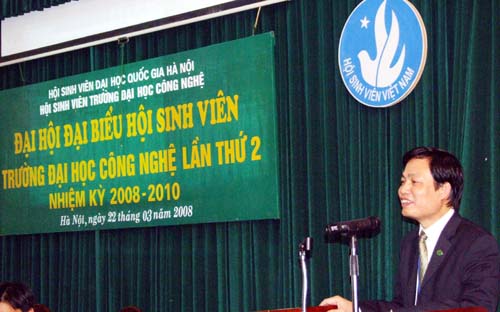 HỘI SINH VIÊN ĐẠI HỌC QUỐC GIA HÀ NỘI
HỘI SINH VIÊN TRƯỜNG ĐẠI HỌC CÔNG NGHỆ
ĐẠI HỘI ĐẠI BIỂU HỘI SINH VIÊN
TRƯỜNG ĐẠI HỌC CÔNG NGHỆ LẦN THỨ 2
NHIỆM KỲ 2008-2010
Hà Nội, ngày 22 tháng 03 năm 2008
HỘI SINH VIÊN VIỆT NAM